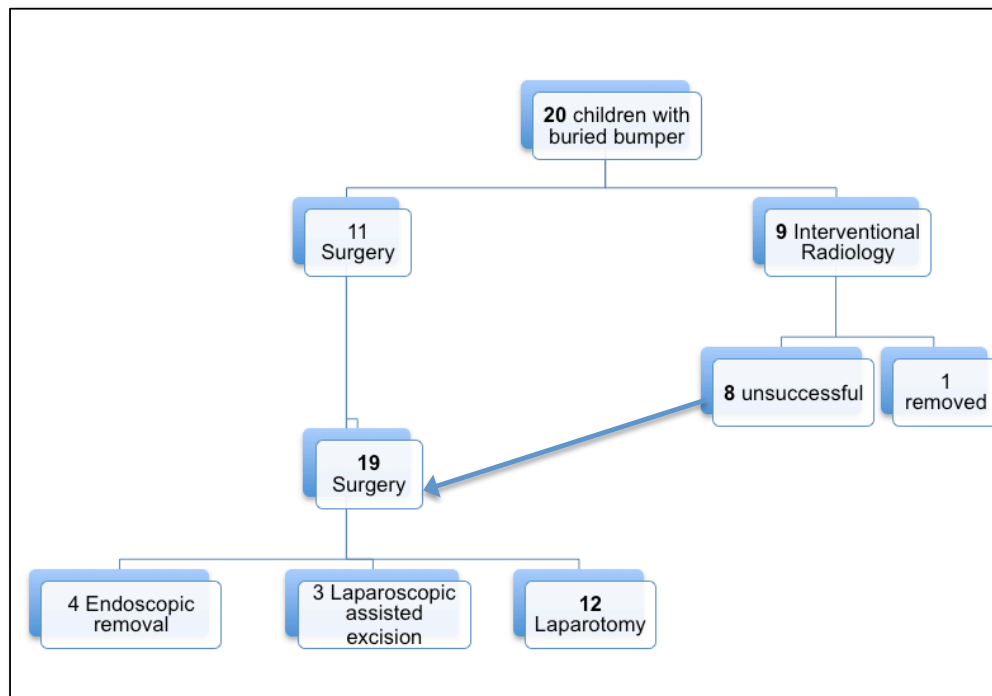 20 children with
buried bumper
11
Surgery
9 Interventional
Radiology
8 unsuccessful
1
removed
19
Surgery
4 Endoscopic
removal
3 Laparoscopic
assisted
excision
12
Laparotomy